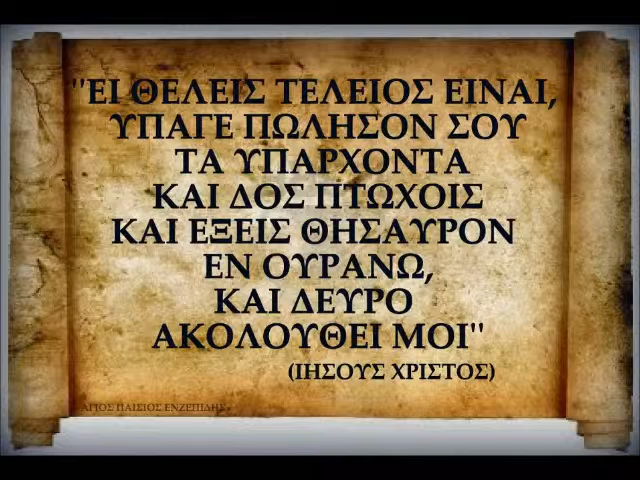 "ΕΙ ΘΕΛΕΙΣ ΤΕΛΕΙΟΣ ΕΙΝΑΙ,
ΥΠΑΓΕ ΠΩΛΗΣΟΝ ΣΟΥ
ΤΑ ΥΠΑΡΧΟΝΤΑ
ΚΑΙ ΔΟΣ ΠΤΩΧΟΙΣ
ΚΑΙ ΕΞΕΙΣ ΘΗΣΑΥΡΟΝ
ΕΝ ΟΥΡΑΝΩ,
ΚΑΙ ΔΕΥΡΟ
ΑΚΟΛΟΥΘΕΙ ΜΟΙ"
(ΙΗΣΟΥΣ ΧΡΙΣΤΟΣ)
ΑΓΙΟΣ ΠΑΙΣΙΟΣ ΕΝΖΕΠΙΔΗΣ